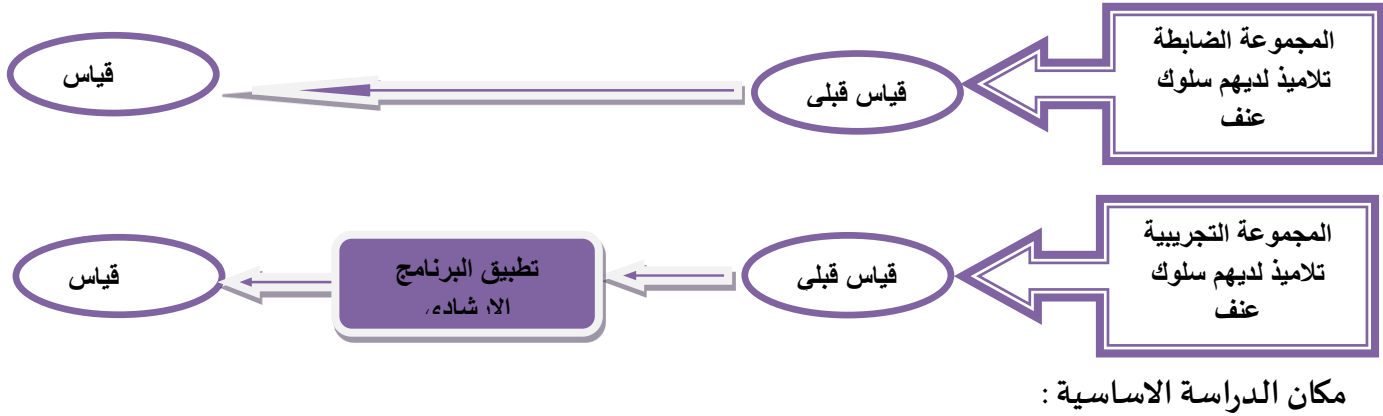 المجموعة الضابطة
تلاميذ لديهم سلوك
عنف
قياس قبلى
قياس
المجموعة التجريبية
تلاميذ لديهم سلوك
عنف
قياس قبلى
تطبيق البرنامج
قياس
مكان الدراسة الاساسية :